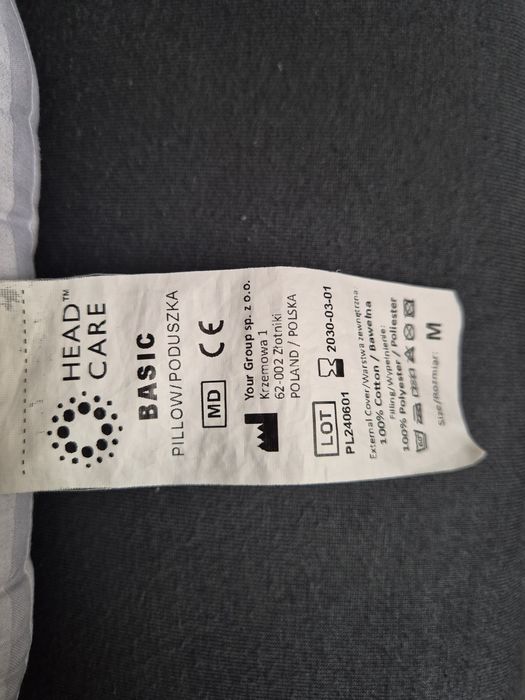 HEAD™
CARE
BASIC
PILLOW/PODUSZKA
MD CE
Your Group sp. z o.o.
Krzemowa 1
62-002 Złotniki
POLAND / POLSKA
LOT
PL240601
2030-03-01
External Cover/Warstwa zewnętrzna
100% Cotton / Bawełna
Filling/Wypełnienie:
100% Polyester / Poliester
Size/Rozmiar: M